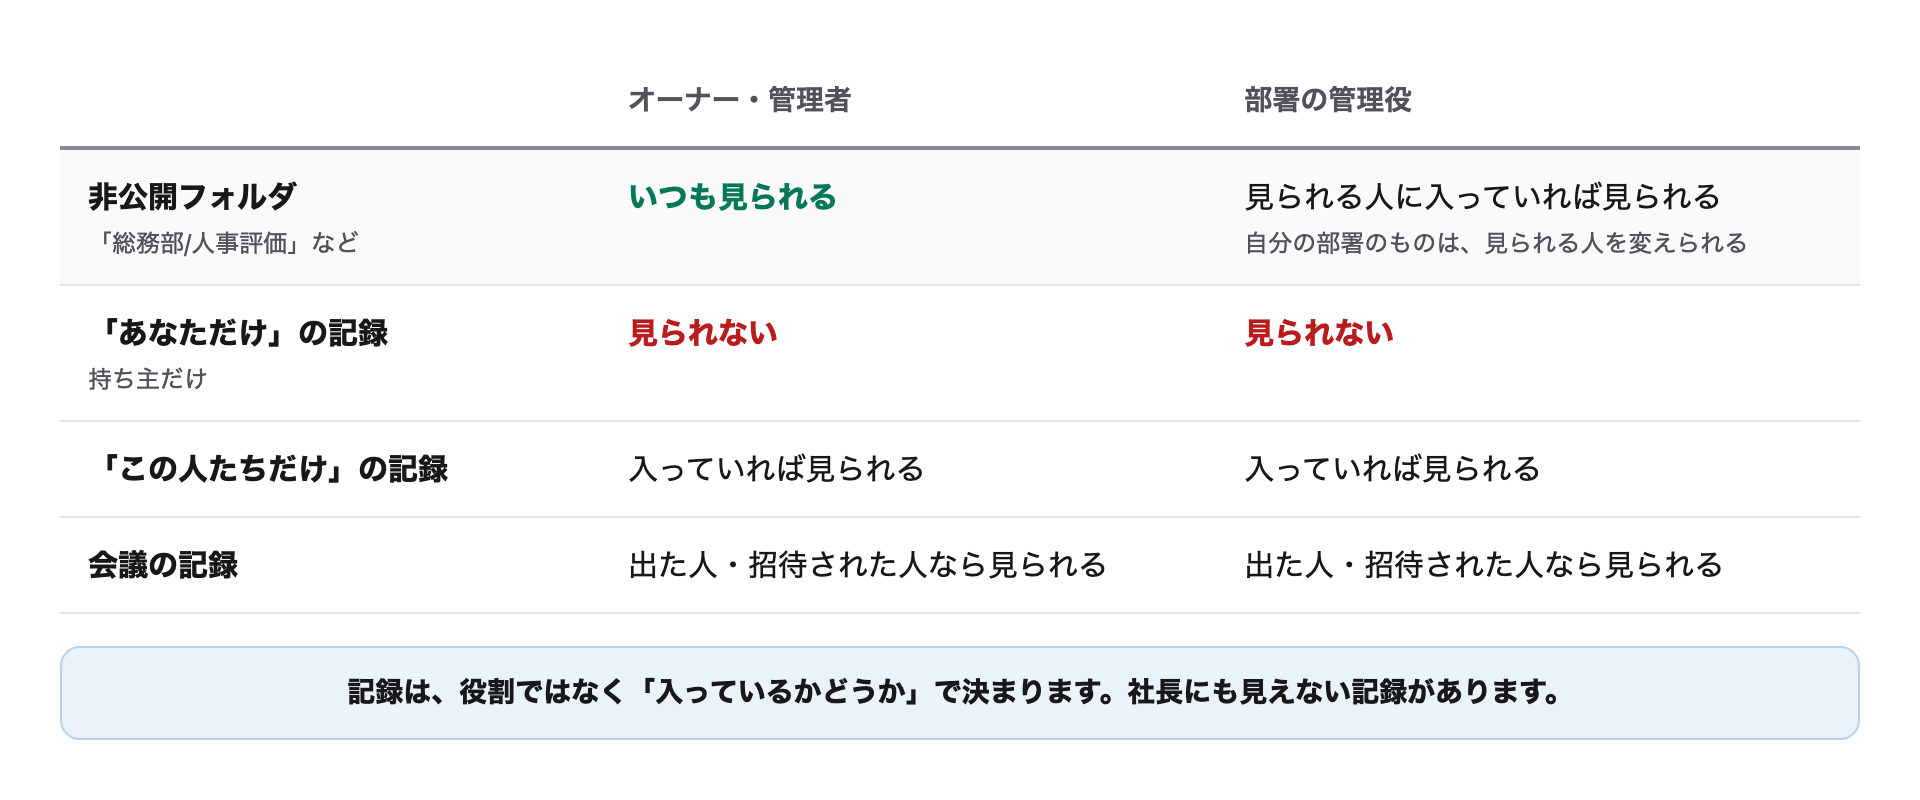 オーナー・管理者
部署の管理役
非公開フォルダ
いつも見られる
見られる人に入っていれば見られる
「総務部/人事評価」など
自分の部署のものは、見られる人を変えられる
「あなただけ」の記録
見られない
見られない
持ち主だけ
「この人たちだけ」の記録
入っていれば見られる
入っていれば見られる
会議の記録
出た人・招待された人なら見られる
出た人・招待された人なら見られる
記録は、役割ではなく「入っているかどうか」で決まります。社長にも見えない記録があります。